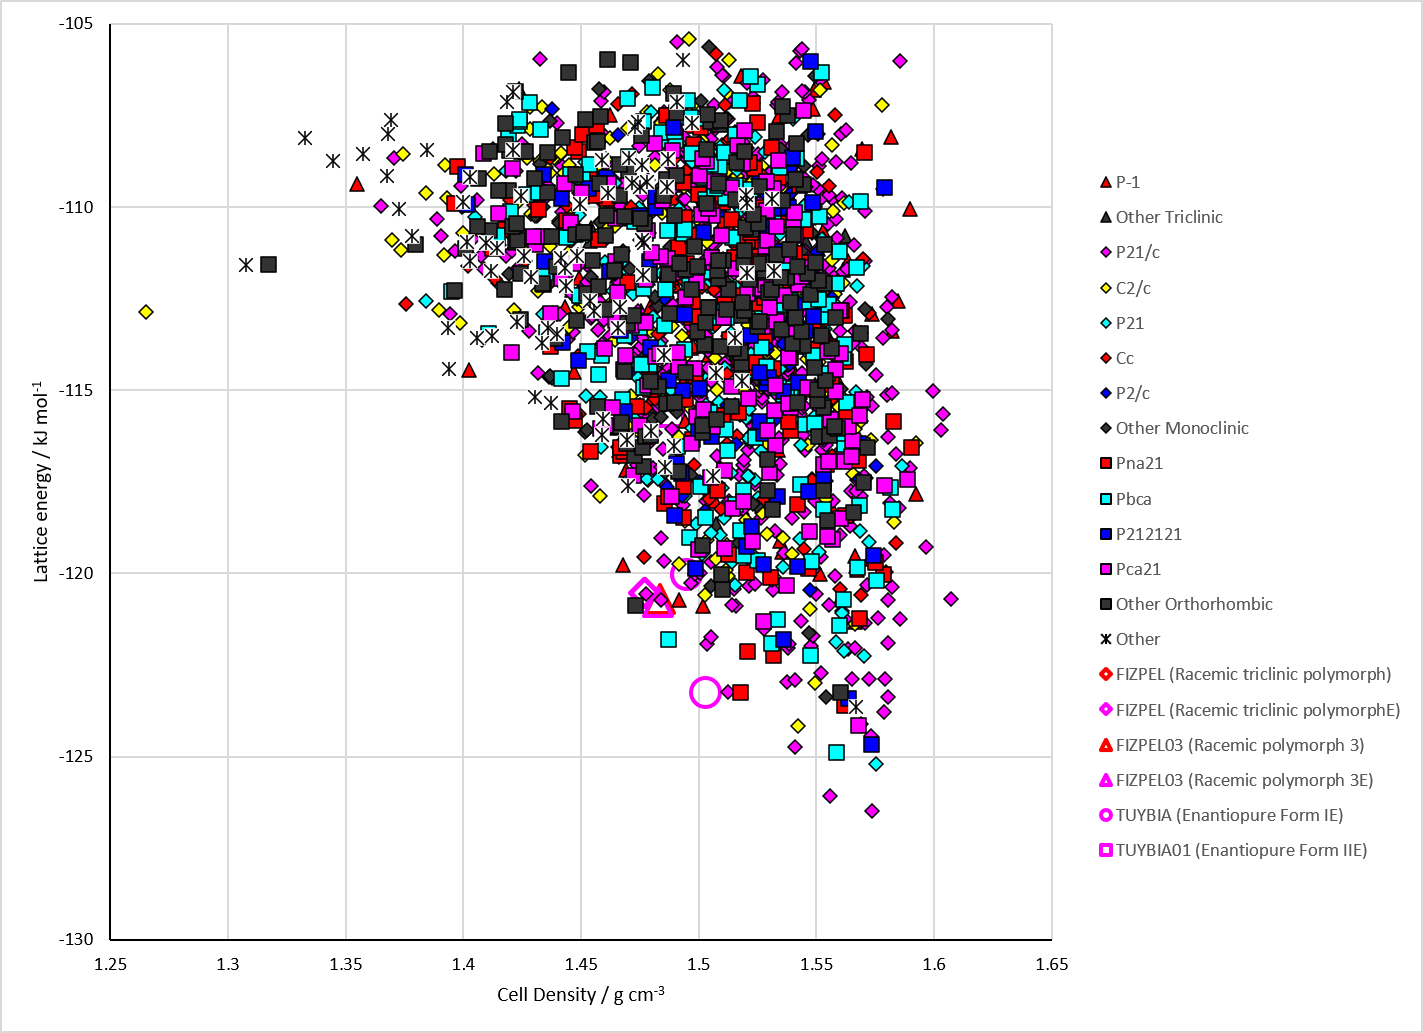 -105
-110
-115
-120
-125
-130
Lattice energy / kJ mol-1
1.25 1.3 1.35 1.4 1.45 1.5 1.55 1.6 1.65
Cell Density / g cm-3
P-1
Other Triclinic
P21/c
C2/c
P21
Cc
P2/c
Other Monoclinic
Pna21
Pbca
P212121
Pca21
Other Orthorhombic
Other
FIZPEL (Racemic triclinic polymorph)
FIZPEL (Racemic triclinic polymorphE)
FIZPEL03 (Racemic polymorph 3)
FIZPEL03 (Racemic polymorph 3E)
TUYBIA (Enantiopure Form IE)
TUYBIA01 (Enantiopure Form IIE)